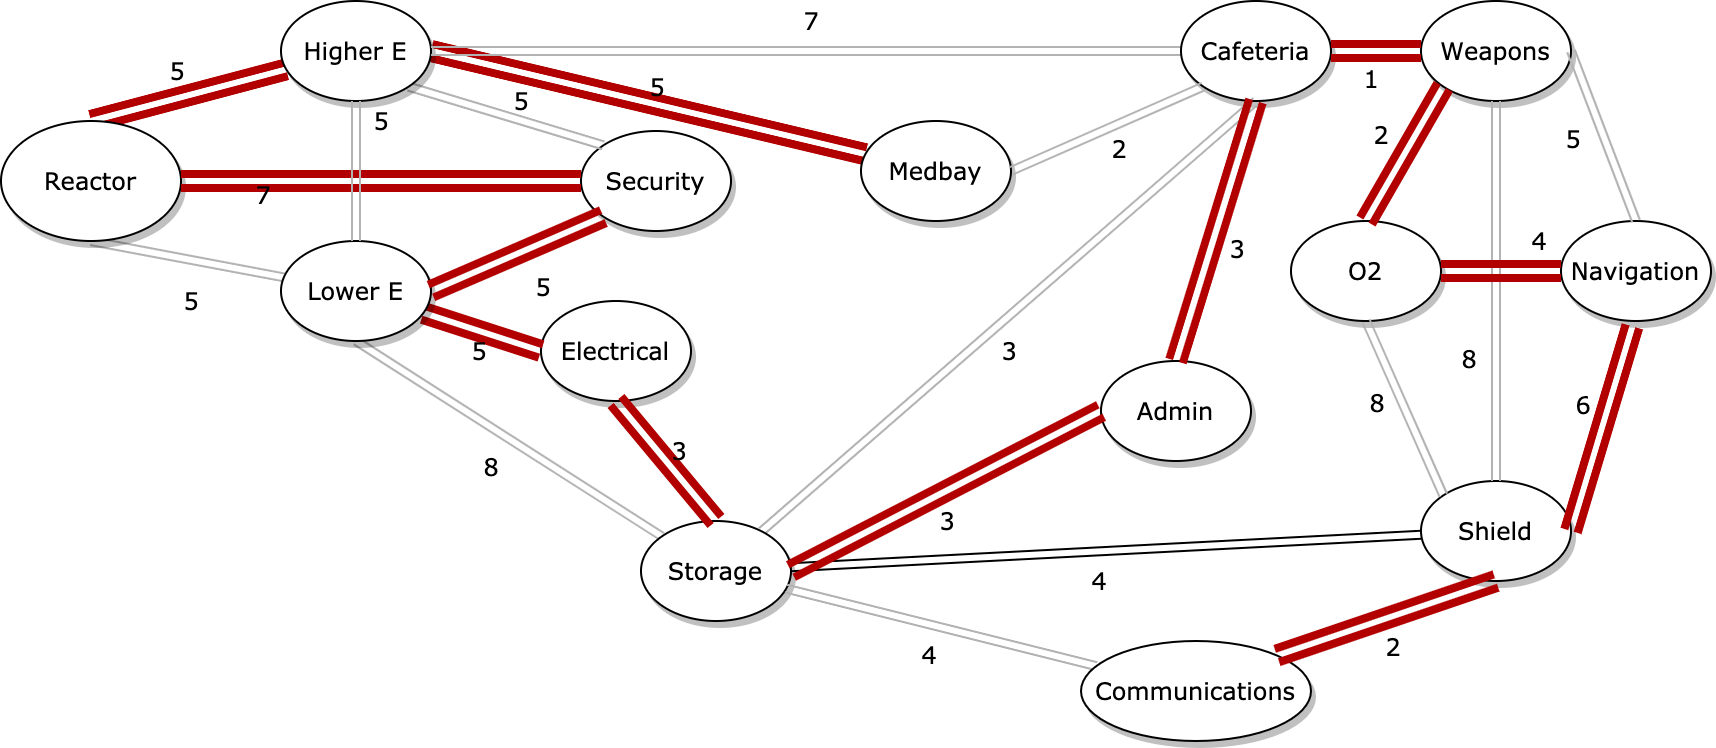 7
Higher E
Cafeteria
Weapons
5
1
5
5
5
2
5
2
Reactor
7
Security
Medbay
3
4
Lower E
5
5
O2
Navigation
5
Electrical
3
8
8
6
Admin
3
8
3
Storage
4
Shield
4
2
Communications